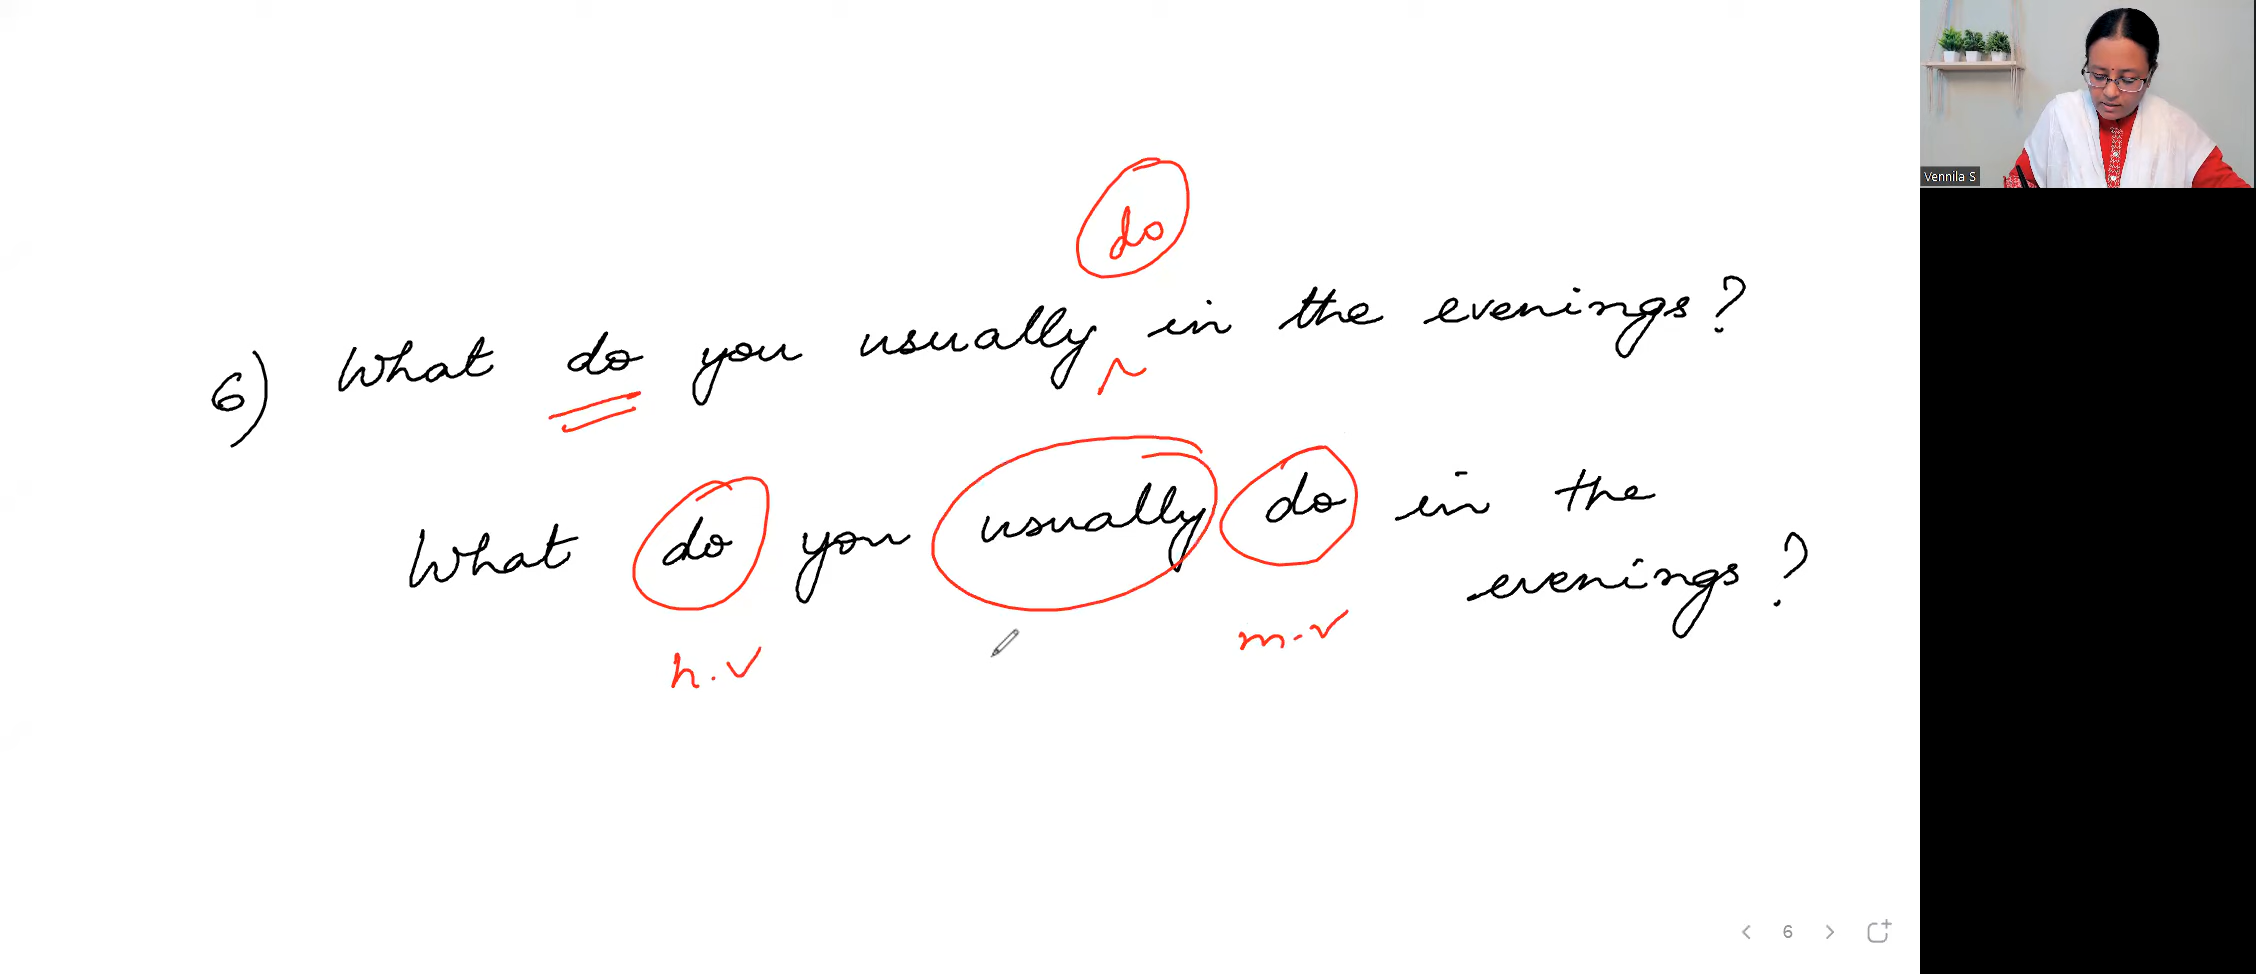 Vennila S
do
6) What do you usually in the evenings?
What do you usually do in the
evenings?
h.v
m.v
6